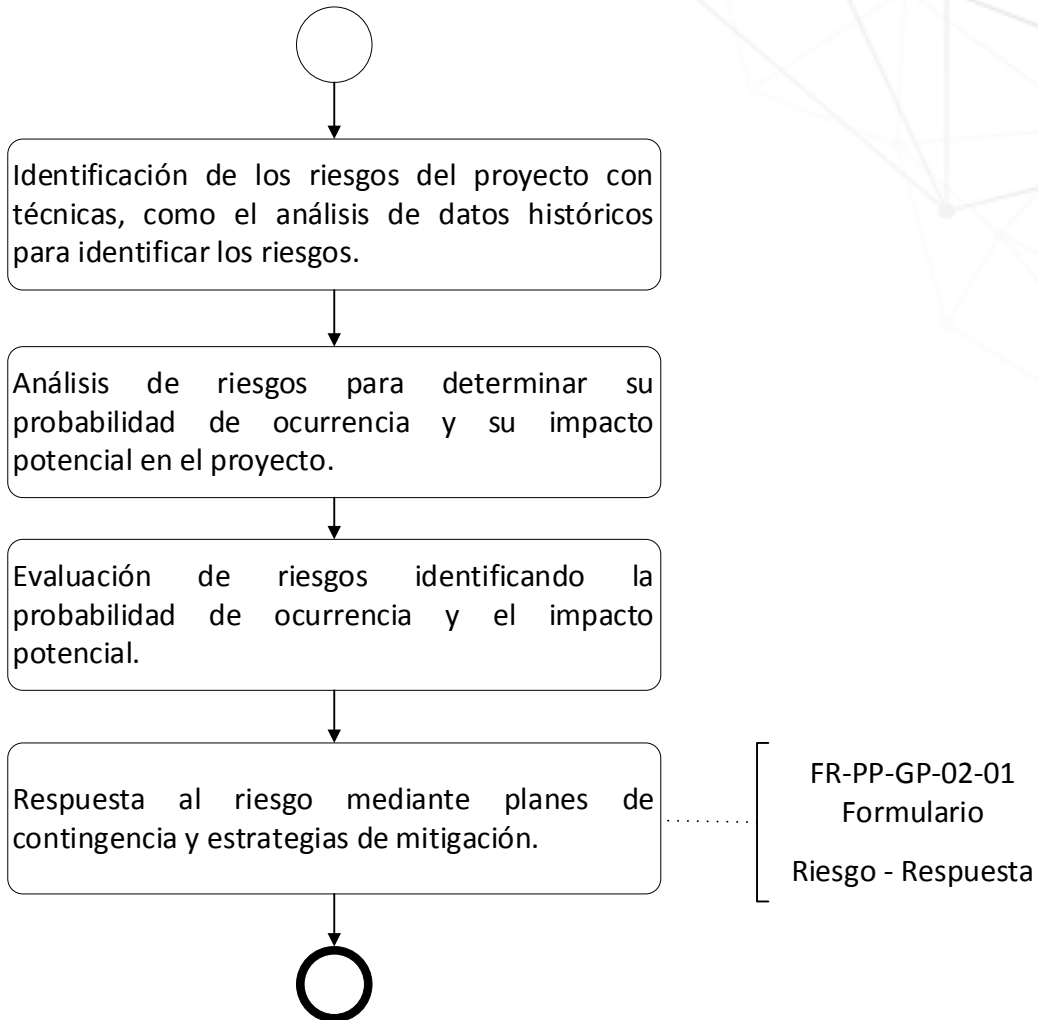 Identificación de los riesgos del proyecto con
técnicas, como el análisis de datos históricos
para identificar los riesgos.
Análisis de riesgos para determinar su
probabilidad de ocurrencia y su impacto
potencial en el proyecto.
Evaluación de riesgos identificando la
probabilidad de ocurrencia y el impacto
potencial.
Respuesta al riesgo mediante planes de
contingencia y estrategias de mitigación.
FR-PP-GP-02-01
Formulario
Riesgo - Respuesta